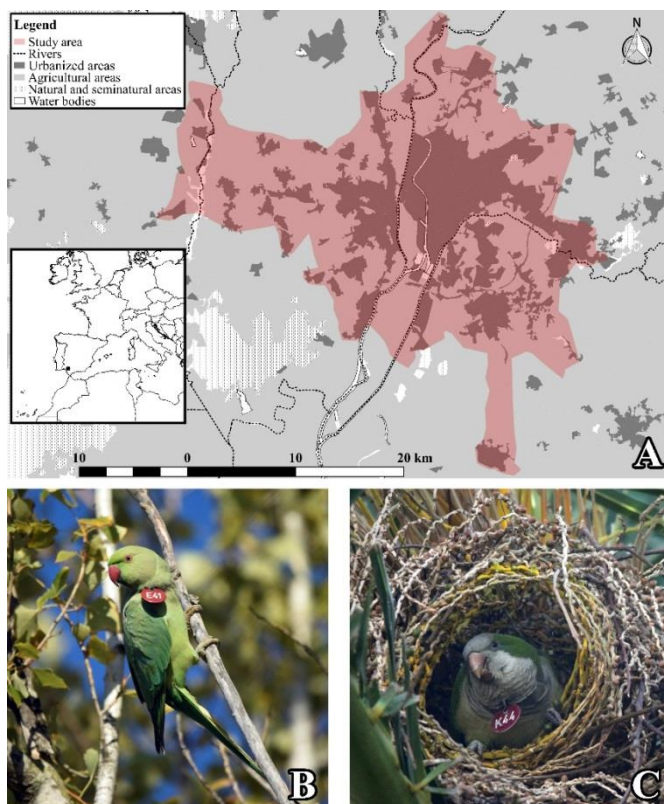 Legend
Study area
Rivers
Urbanized areas
Agricultural areas
Natural and seminatural areas
Water bodies
N
10 0 10 20 km
A
E41
B
K44
C